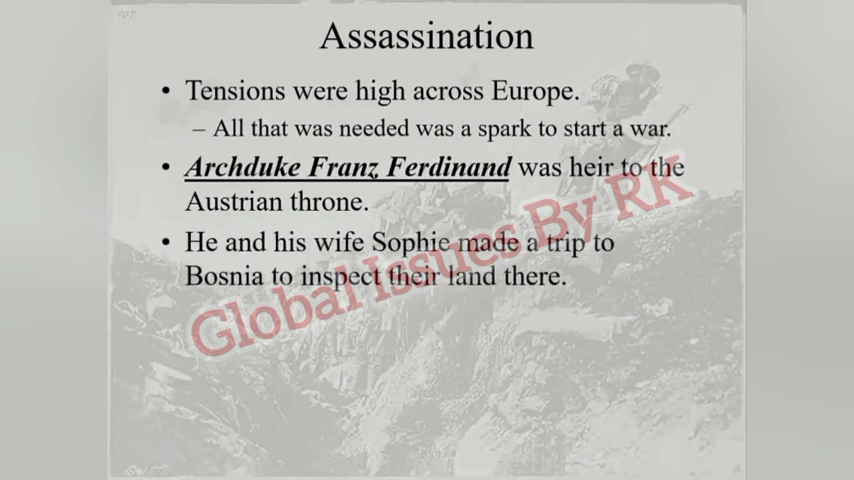 Assassination
• Tensions were high across Europe.
– All that was needed was a spark to start a war.
• Archduke Franz Ferdinand was heir to the
Austrian throne.
• He and his wife Sophie made a trip to
Bosnia to inspect their land there.
Global Issues By RK